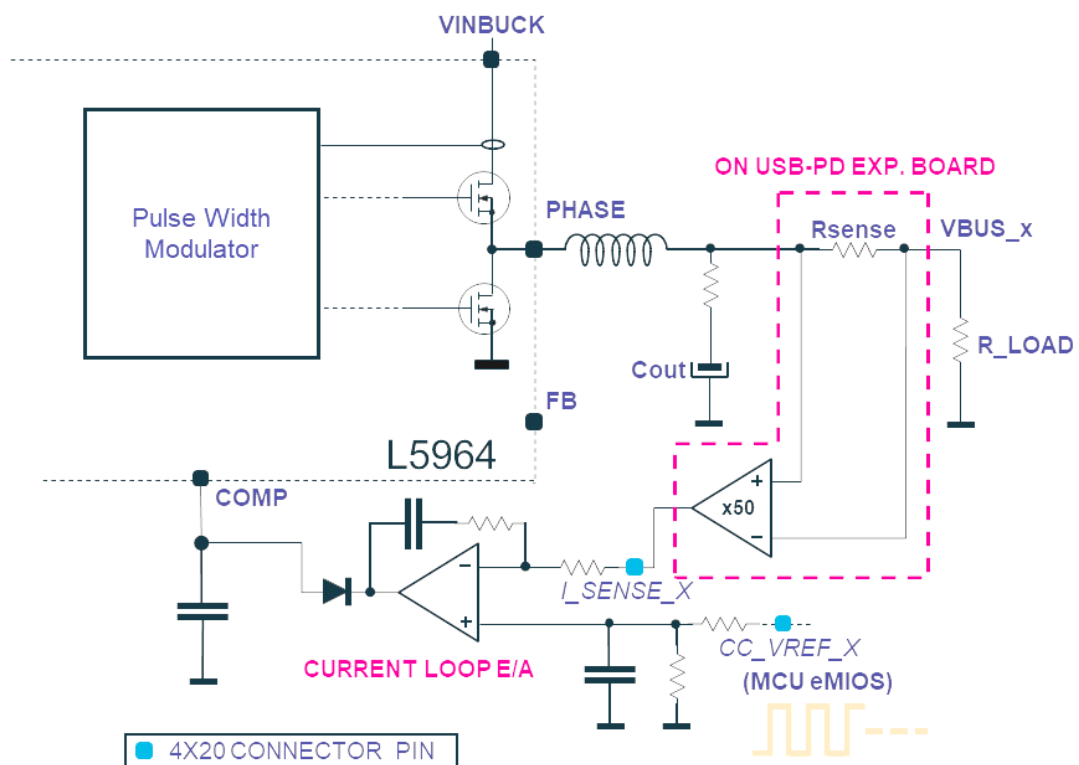 VINBUCK
ON USB-PD EXP. BOARD
Pulse Width
Modulator
PHASE
Rsense
VBUS_x
R_LOAD
Cout
FB
L5964
COMP
+
x50
−
−
I_SENSE_X
+
CC_VREF_X
CURRENT LOOP E/A
(MCU eMIOS)
4X20 CONNECTOR PIN